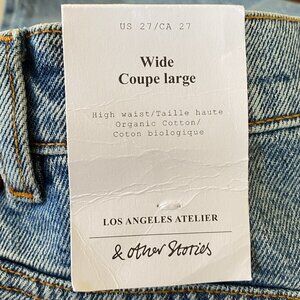 US 27/CA 27
Wide
Coupe large
High waist/Taille haute
Organic Cotton/
Coton biologique
LOS ANGELES ATELIER
& Other Stories